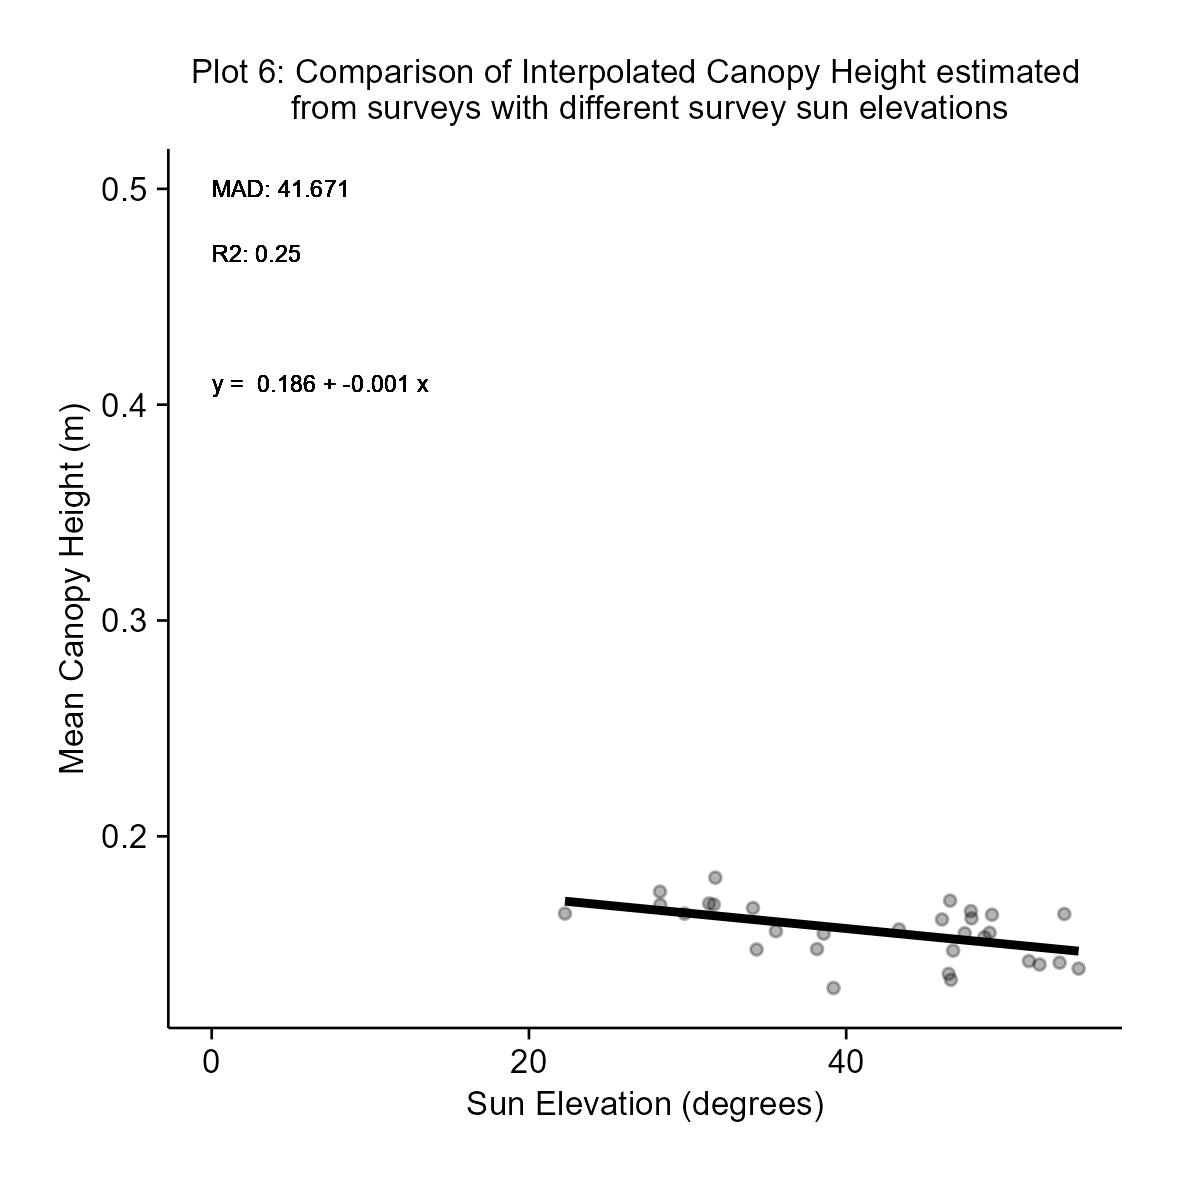 Plot 6: Comparison of Interpolated Canopy Height estimated
from surveys with different survey sun elevations
0.5
MAD: 41.671
R2: 0.25
y =  0.186 + -0.001 x
0.4
0.3
0.2
Mean Canopy Height (m)
0
20
40
Sun Elevation (degrees)